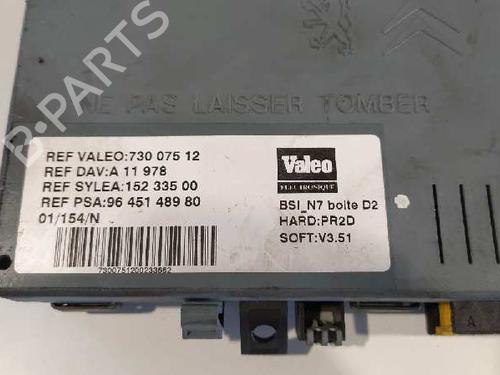 NE PAS LAISSER TOMBER
B-PARTS
REF VALEO:730 075 12
REF DAV:A 11 978
REF SYLEA:152 335 00
REF PSA:96 451 489 80
01/154/N
Valeo
ELECTRONIQUE
BSI_N7 boite D2
HARD:PR2D
SOFT:V3.51
7300751200233882
A